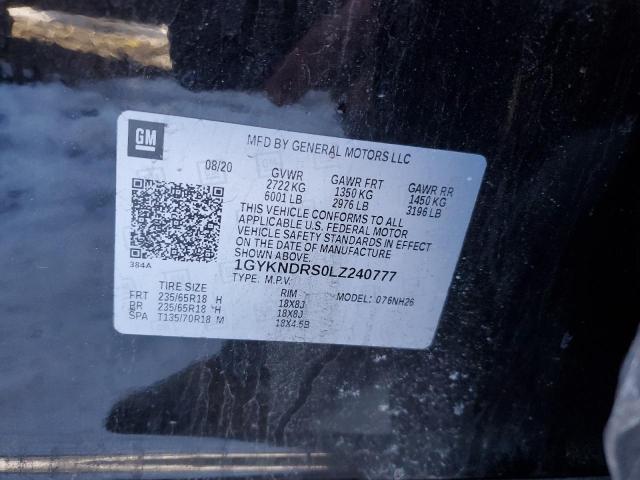 GM
MFD BY GENERAL MOTORS LLC
08/20
GVWR
2722 KG
6001 LB
GAWR FRT
1350 KG
2976 LB
GAWR RR
1450 KG
3196 LB
THIS VEHICLE CONFORMS TO ALL
APPLICABLE U.S. FEDERAL MOTOR
VEHICLE SAFETY STANDARDS IN EFFECT
ON THE DATE OF MANUFACTURE
SHOWN ABOVE.
384A
1GYKNDRS0LZ240777
TYPE: M.P.V.
MODEL: 076NH26
TIRE SIZE RIM
FRT 235/65R18 H 18X8J
RR 235/65R18 H 18X8J
SPA T135/70R18 M 18X4.5B